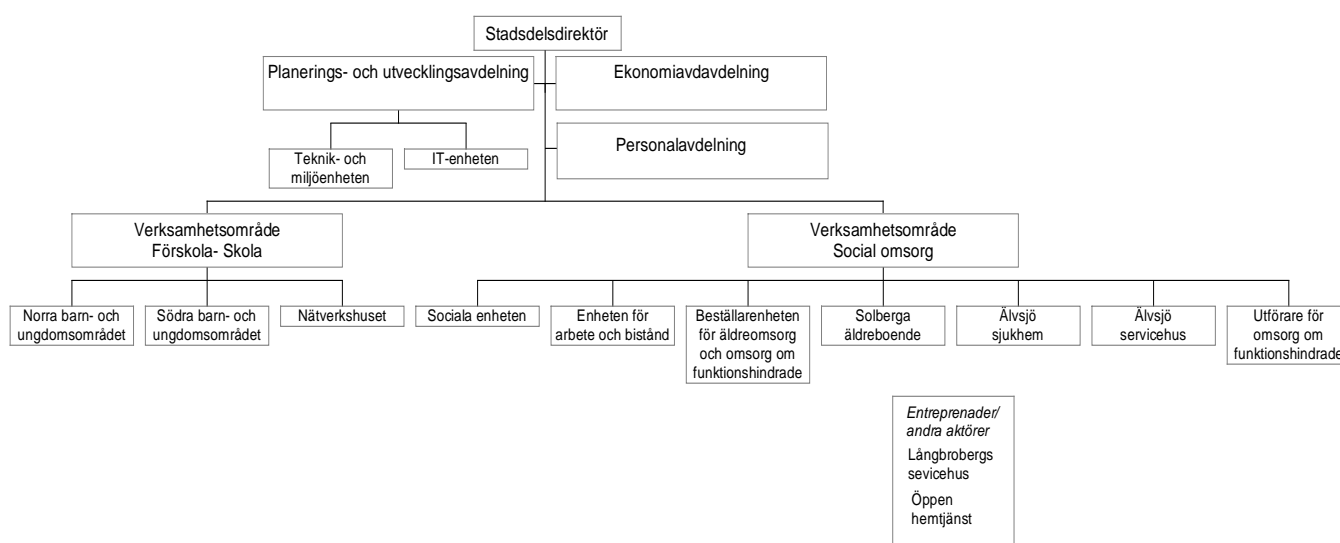 Stadsdelsdirektör
Planerings- och utvecklingsavdelning
Ekonomiavdavdelning
Personalavdelning
Teknik- och
miljöenheten
IT-enheten
Verksamhetsområde
Förskola- Skola
Verksamhetsområde
Social omsorg
Norra barn- och
ungdomsområdet
Södra barn- och
ungdomsområdet
Nätverkshuset
Sociala enheten
Enheten för
arbete och bistånd
Beställarenheten
för äldreomsorg
och omsorg om
funktionshindrade
Solberga
äldreboende
Älvsjö
sjukhem
Älvsjö
servicehus
Utförare för
omsorg om
funktionshindrade
Entreprenader/
andra aktörer
Långbrobergs
sevicehus
Öppen
hemtjänst